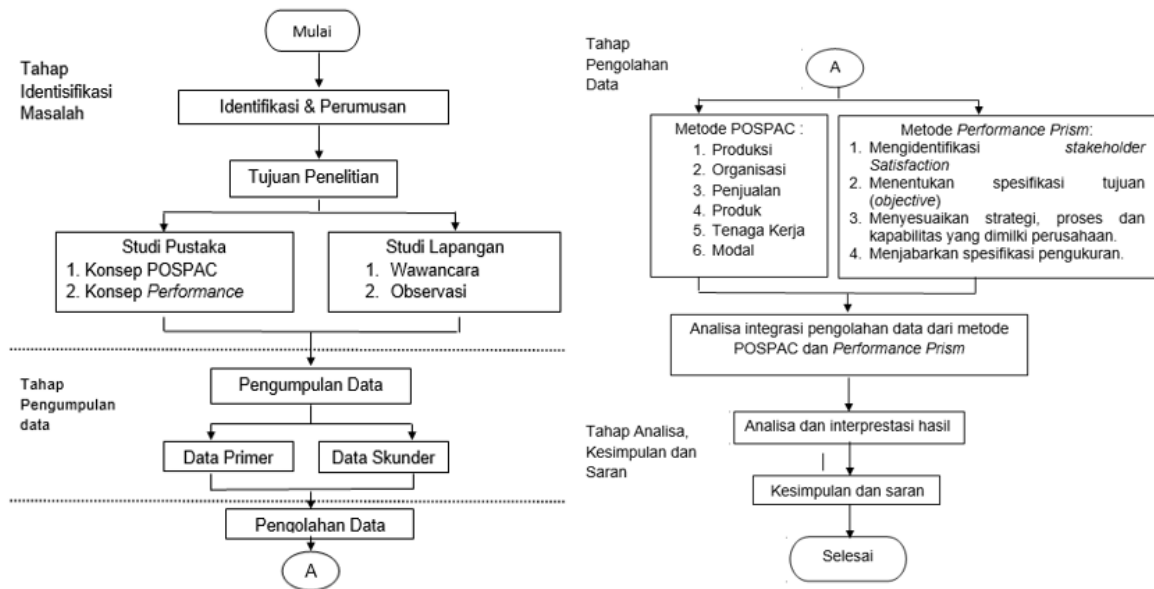 Mulai
Tahap
Identisifikasi
Masalah
Identifikasi & Perumusan
Tujuan Penelitian
Studi Pustaka
1. Konsep POSPAC
2. Konsep Performance
Studi Lapangan
1. Wawancara
2. Observasi
Tahap
Pengumpulan
data
Pengumpulan Data
Data Primer
Data Skunder
Pengolahan Data
A
Tahap
Pengolahan
Data
A
Metode POSPAC :
1. Produksi
2. Organisasi
3. Penjualan
4. Produk
5. Tenaga Kerja
6. Modal
Metode Performance Prism:
1. Mengidentifikasi stakeholder
Satisfaction
2. Menentukan spesifikasi tujuan
(objective)
3. Menyesuaikan strategi, proses dan
kapabilitas yang dimilki perusahaan.
4. Menjabarkan spesifikasi pengukuran.
Analisa integrasi pengolahan data dari metode
POSPAC dan Performance Prism
Tahap Analisa,
Kesimpulan dan
Saran
Analisa dan interprestasi hasil
Kesimpulan dan saran
Selesai